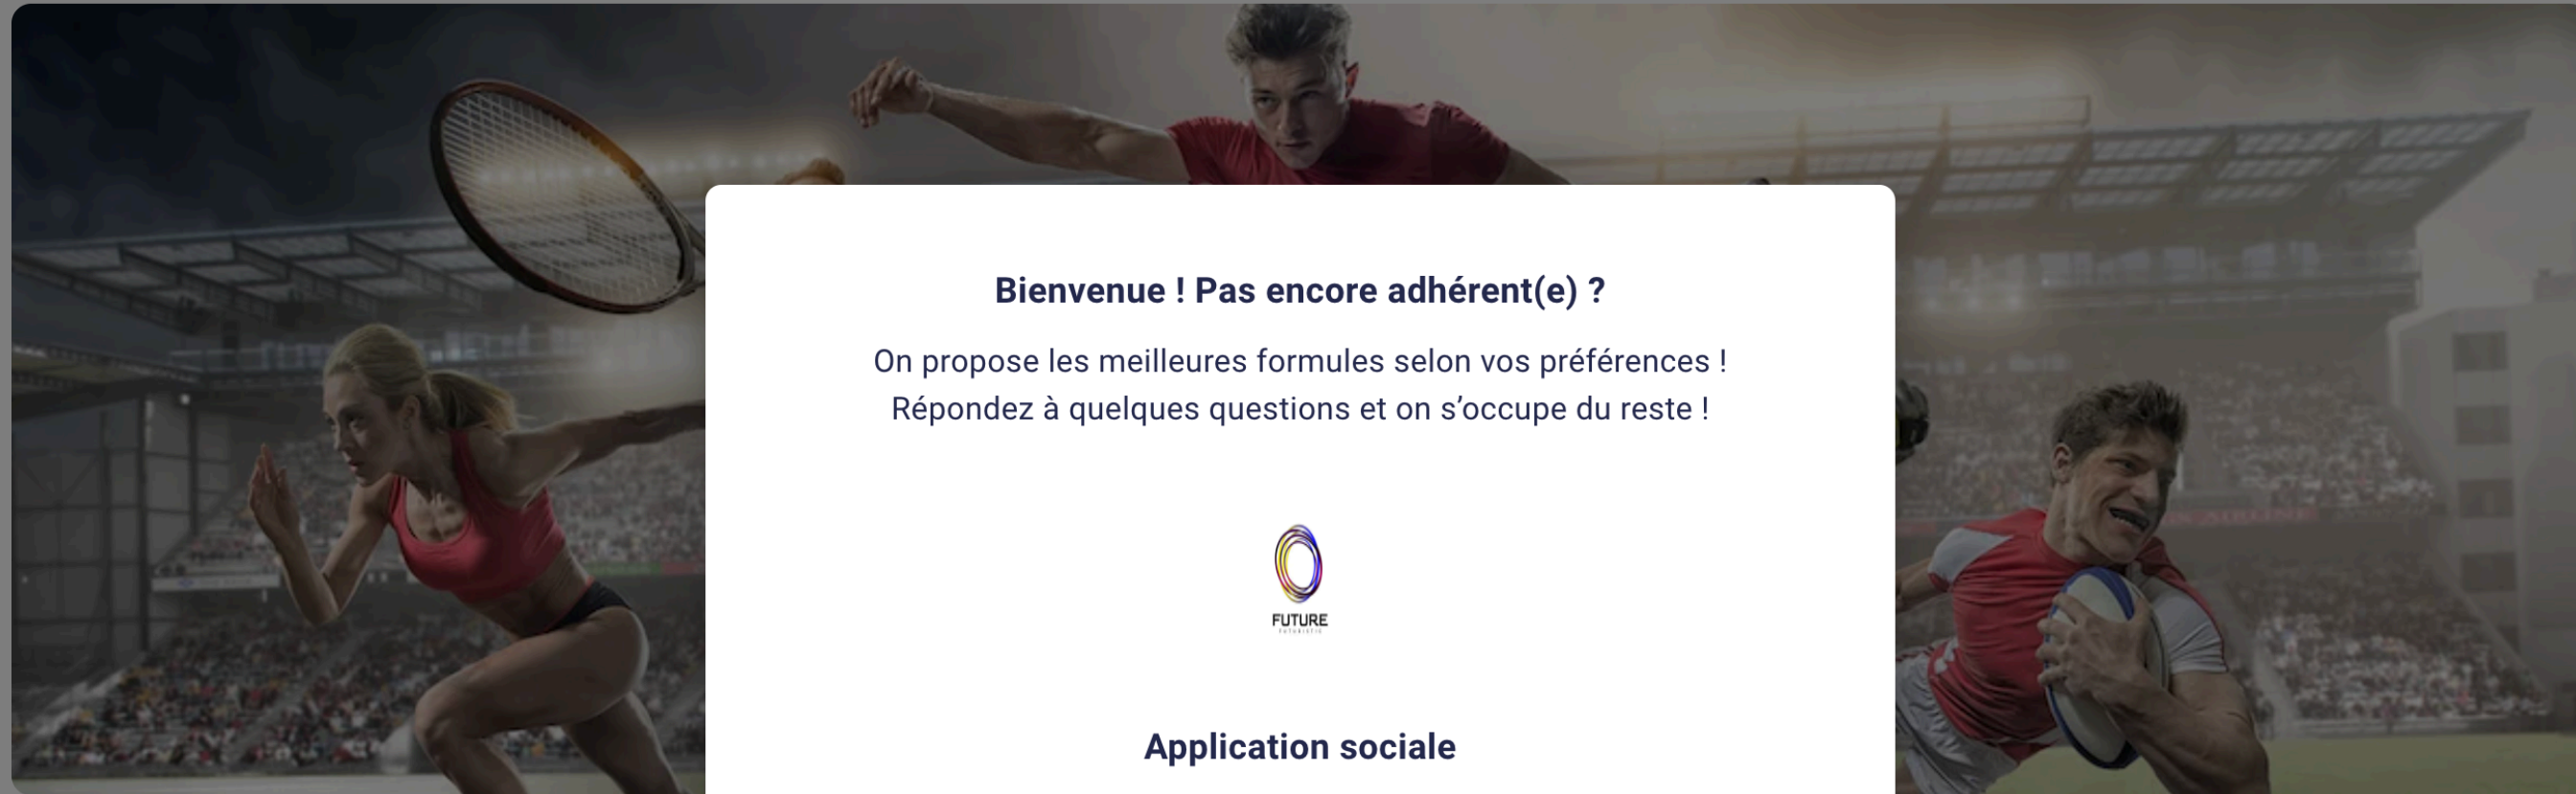 Bienvenue ! Pas encore adhérent(e) ?
On propose les meilleures formules selon vos préférences !
Répondez à quelques questions et on s’occupe du reste !
FUTURE
FUTURISTIC
Application sociale